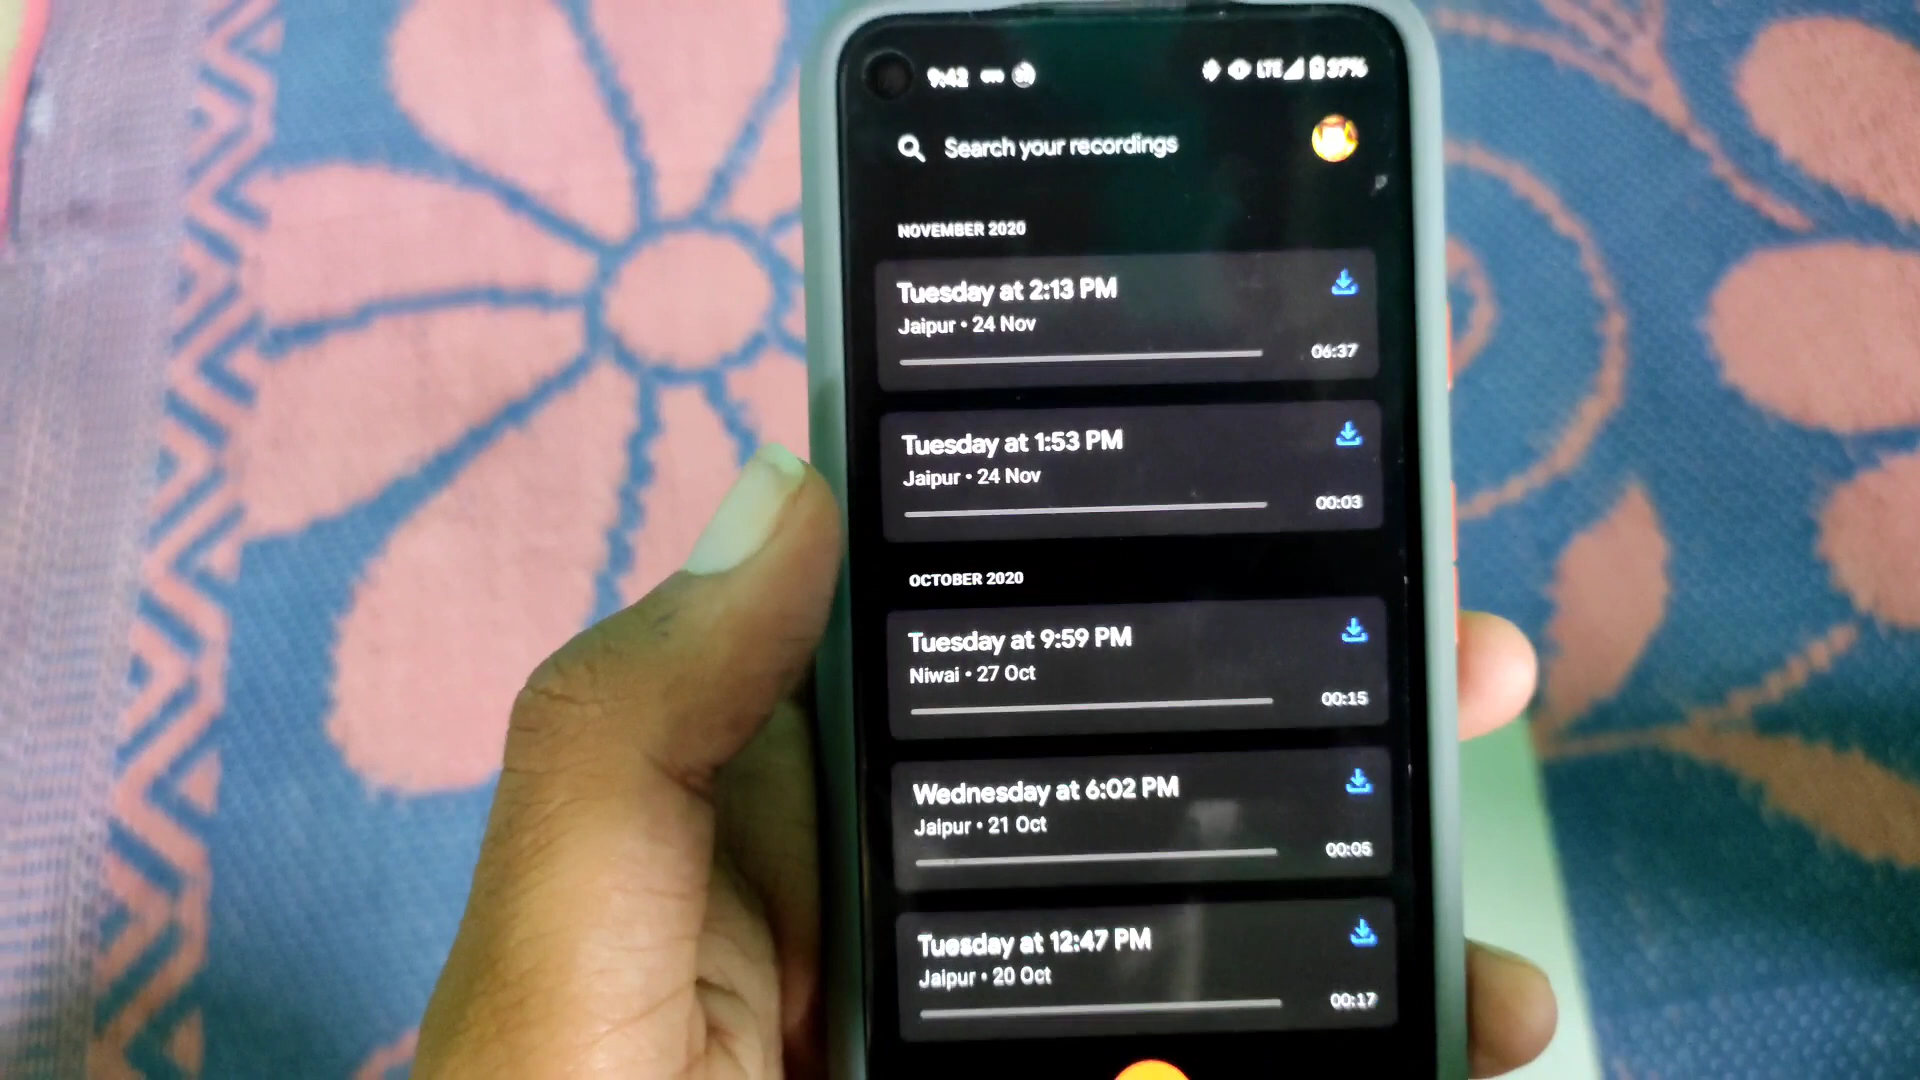 9:42 LTE 37%
Search your recordings
NOVEMBER 2020
Tuesday at 2:13 PM
Jaipur • 24 Nov
06:37
Tuesday at 1:53 PM
Jaipur • 24 Nov
00:03
OCTOBER 2020
Tuesday at 9:59 PM
Niwai • 27 Oct
00:15
Wednesday at 6:02 PM
Jaipur • 21 Oct
00:05
Tuesday at 12:47 PM
Jaipur • 20 Oct
00:17